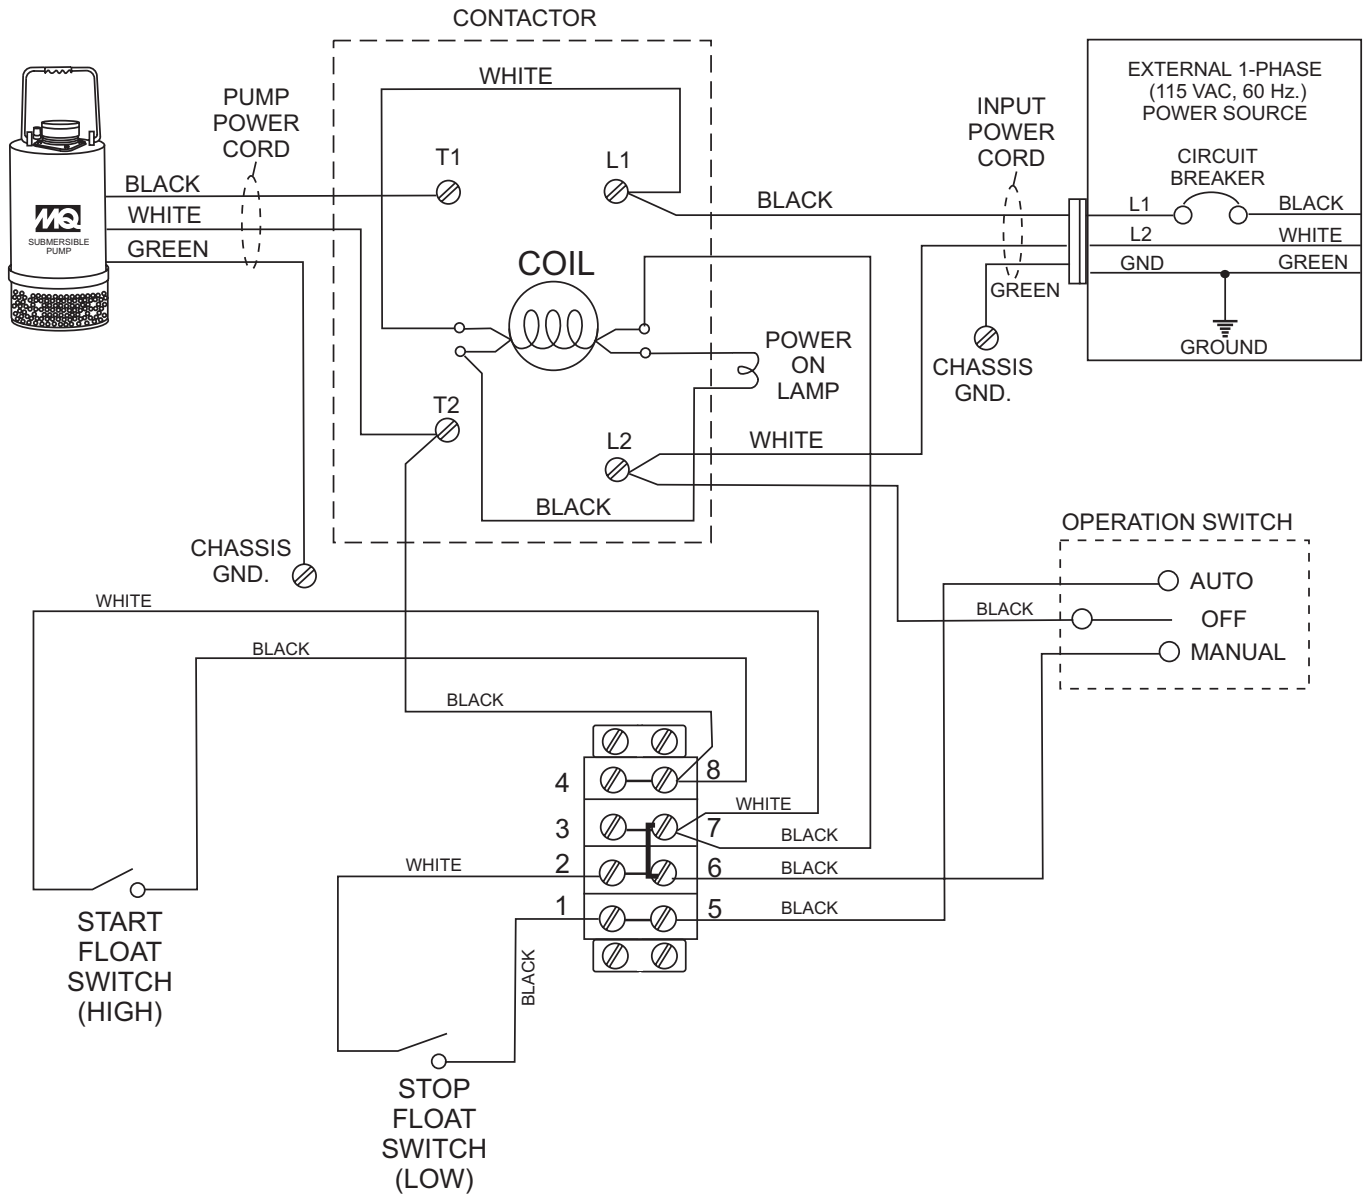 CONTACTOR
WHITE
PUMP
POWER
CORD
T1
L1
BLACK
WHITE
GREEN
MQ
SUBMERSIBLE
PUMP
COIL
BLACK
INPUT
POWER
CORD
EXTERNAL 1-PHASE
(115 VAC, 60 Hz.)
POWER SOURCE
CIRCUIT
BREAKER
L1
BLACK
L2
WHITE
GND
GREEN
GROUND
GREEN
CHASSIS
GND.
POWER
ON
LAMP
T2
L2
WHITE
BLACK
CHASSIS
GND.
OPERATION SWITCH
AUTO
BLACK
OFF
MANUAL
WHITE
BLACK
BLACK
4
8
WHITE
3
7
BLACK
WHITE
2
6
BLACK
1
5
BLACK
BLACK
START
FLOAT
SWITCH
(HIGH)
STOP
FLOAT
SWITCH
(LOW)